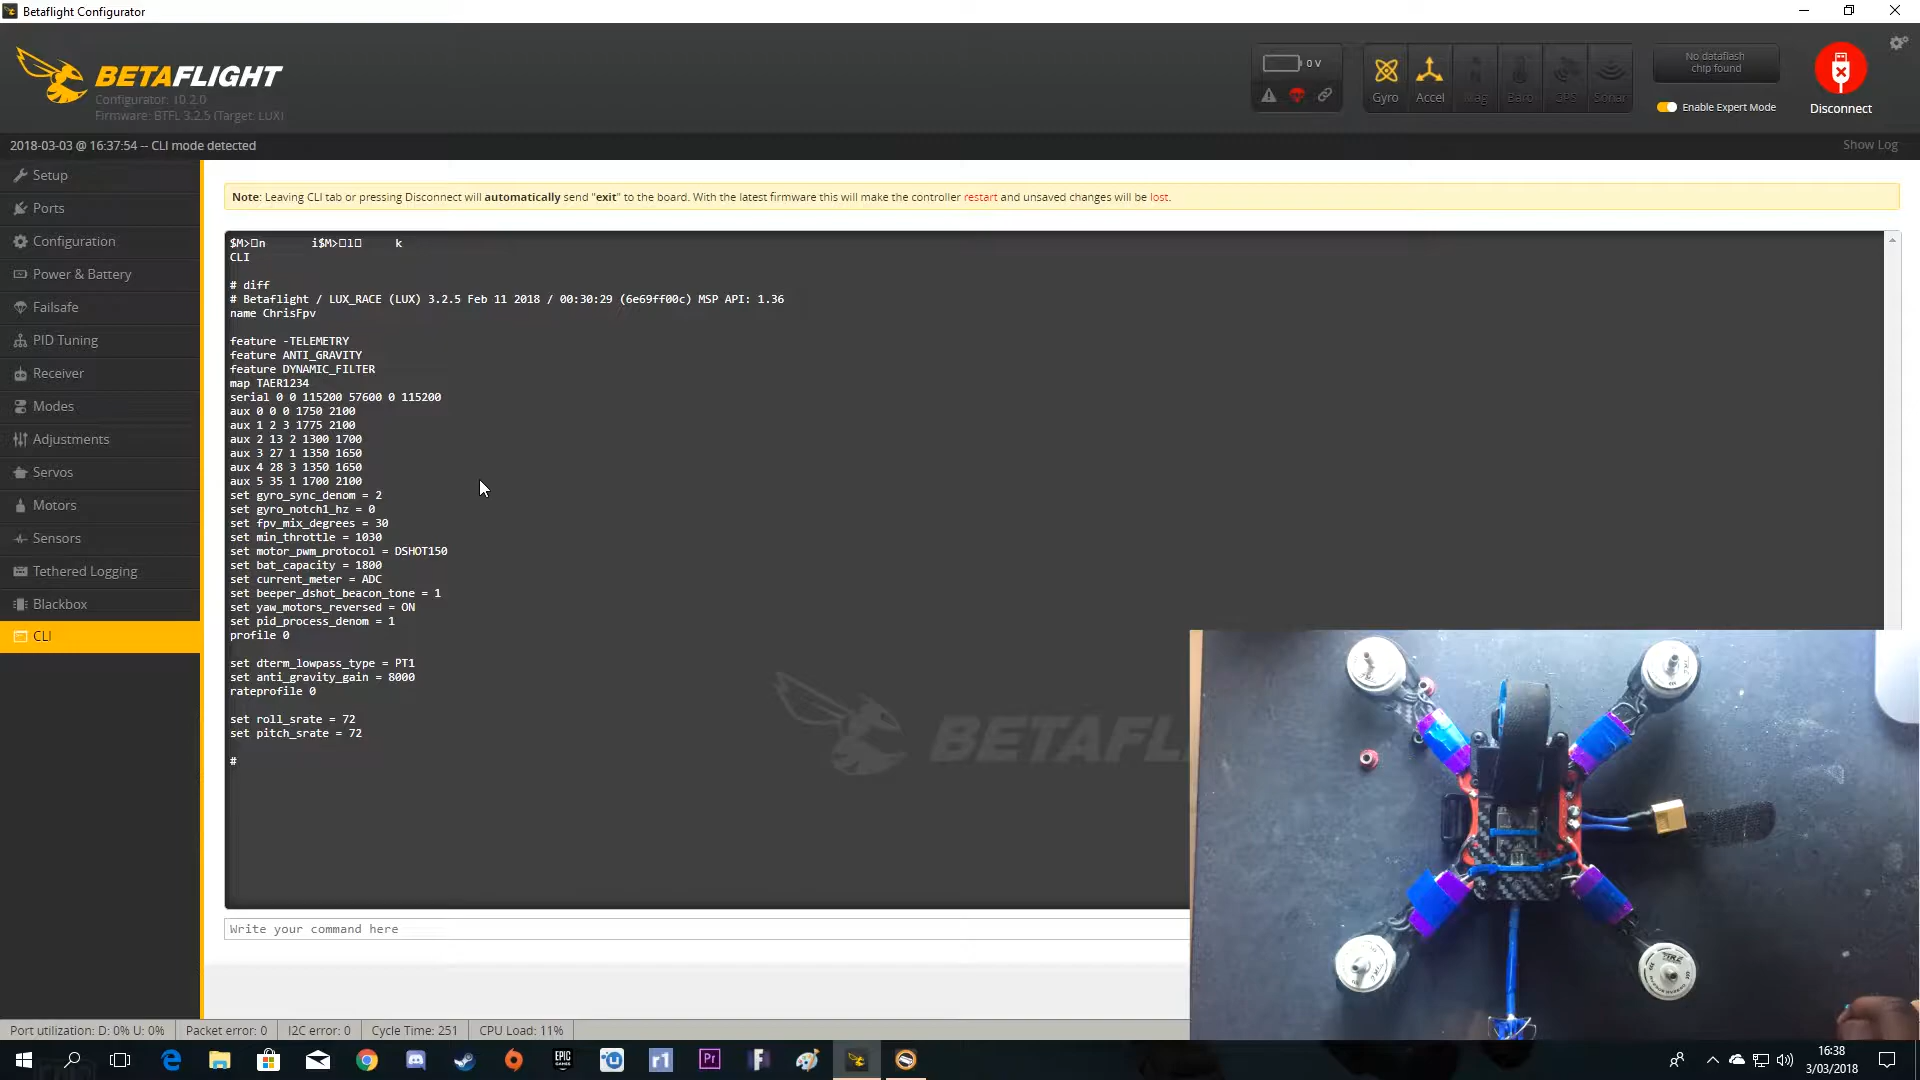 Betaflight Configurator
BETAFLIGHT
Configurator: 10.2.0
Firmware: BTFL 3.2.5 (Target: LUX)
0 V
Gyro
Accel
Mag
Baro
GPS
Sonar
No dataflash
chip found
Enable Expert Mode
Disconnect
2018-03-03 @ 16:37:54 -- CLI mode detected
Show Log
Setup
Ports
Configuration
Power & Battery
Failsafe
PID Tuning
Receiver
Modes
Adjustments
Servos
Motors
Sensors
Tethered Logging
Blackbox
CLI
Note: Leaving CLI tab or pressing Disconnect will automatically send "exit" to the board. With the latest firmware this will make the controller restart and unsaved changes will be lost.
$M>□n i$M>□l□ k
CLI
# diff
# Betaflight / LUX_RACE (LUX) 3.2.5 Feb 11 2018 / 00:30:29 (6e69ff00c) MSP API: 1.36
name ChrisFpv
feature -TELEMETRY
feature ANTI_GRAVITY
feature DYNAMIC_FILTER
map TAER1234
serial 0 0 115200 57600 0 115200
aux 0 0 0 1750 2100
aux 1 2 3 1775 2100
aux 2 13 2 1300 1700
aux 3 27 1 1350 1650
aux 4 28 3 1350 1650
aux 5 35 1 1700 2100
set gyro_sync_denom = 2
set gyro_notch1_hz = 0
set fpv_mix_degrees = 30
set min_throttle = 1030
set motor_pwm_protocol = DSHOT150
set bat_capacity = 1800
set current_meter = ADC
set beeper_dshot_beacon_tone = 1
set yaw_motors_reversed = ON
set pid_process_denom = 1
profile 0
set dterm_lowpass_type = PT1
set anti_gravity_gain = 8000
rateprofile 0
set roll_srate = 72
set pitch_srate = 72
#
BETAFL
Write your command here
Port utilization: D: 0% U: 0%
Packet error: 0
I2C error: 0
Cycle Time: 251
CPU Load: 11%
EPIC
GAMES
r1
Pr
16:38
3/03/2018